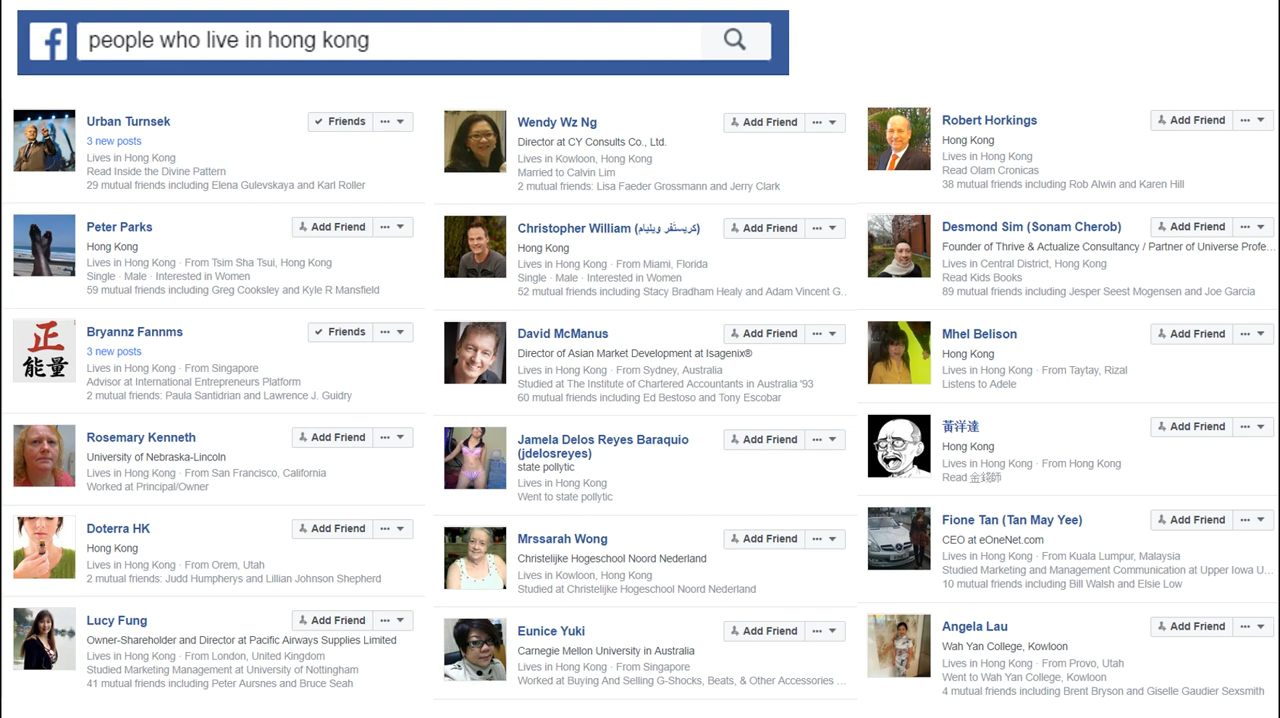 people who live in hong kong
Urban Turnsek
Friends
3 new posts
Lives in Hong Kong
Read Inside the Divine Pattern
29 mutual friends including Elena Gulevskaya and Karl Roller
Peter Parks
Add Friend
Hong Kong
Lives in Hong Kong · From Tsim Sha Tsui, Hong Kong
Single · Male · Interested in Women
59 mutual friends including Greg Cooksley and Kyle R Mansfield
正
能量
Bryannz Fannms
Friends
3 new posts
Lives in Hong Kong · From Singapore
Advisor at International Entrepreneurs Platform
2 mutual friends: Paula Santidrian and Lawrence J. Guidry
Rosemary Kenneth
Add Friend
University of Nebraska-Lincoln
Lives in Hong Kong · From San Francisco, California
Worked at Principal/Owner
Doterra HK
Add Friend
Hong Kong
Lives in Hong Kong · From Orem, Utah
2 mutual friends: Judd Humpherys and Lillian Johnson Shepherd
Lucy Fung
Add Friend
Owner-Shareholder and Director at Pacific Airways Supplies Limited
Lives in Hong Kong · From London, United Kingdom
Studied Marketing Management at University of Nottingham
41 mutual friends including Peter Aursnes and Bruce Seah
Wendy Wz Ng
Add Friend
Director at CY Consults Co., Ltd.
Lives in Kowloon, Hong Kong
Married to Calvin Lim
2 mutual friends: Lisa Faeder Grossmann and Jerry Clark
Christopher William (كريستَفر ويليام)
Add Friend
Hong Kong
Lives in Hong Kong · From Miami, Florida
Single · Male · Interested in Women
52 mutual friends including Stacy Bradham Healy and Adam Vincent G..
David McManus
Add Friend
Director of Asian Market Development at Isagenix®
Lives in Hong Kong · From Sydney, Australia
Studied at The Institute of Chartered Accountants in Australia '93
60 mutual friends including Ed Bestoso and Tony Escobar
Jamela Delos Reyes Baraquio
(jdelosreyes)
Add Friend
state pollytic
Lives in Hong Kong
Went to state pollytic
Mrssarah Wong
Add Friend
Christelijke Hogeschool Noord Nederland
Lives in Kowloon, Hong Kong
Studied at Christelijke Hogeschool Noord Nederland
Eunice Yuki
Add Friend
Carnegie Mellon University in Australia
Lives in Hong Kong · From Singapore
Worked at Buying And Selling G-Shocks, Beats, & Other Accessories ...
Robert Horkings
Add Friend
Hong Kong
Lives in Hong Kong
Read Olam Cronicas
38 mutual friends including Rob Alwin and Karen Hill
Desmond Sim (Sonam Cherob)
Add Friend
Founder of Thrive & Actualize Consultancy / Partner of Universe Profe...
Lives in Central District, Hong Kong
Read Kids Books
89 mutual friends including Jesper Seest Mogensen and Joe Garcia
Mhel Belison
Add Friend
Hong Kong
Lives in Hong Kong · From Taytay, Rizal
Listens to Adele
黃洋達
Add Friend
Hong Kong
Lives in Hong Kong · From Hong Kong
Read 金錢師
Fione Tan (Tan May Yee)
Add Friend
CEO at eOneNet.com
Lives in Hong Kong · From Kuala Lumpur, Malaysia
Studied Marketing and Management Communication at Upper Iowa U...
10 mutual friends including Bill Walsh and Elsie Low
Angela Lau
Add Friend
Wah Yan College, Kowloon
Lives in Hong Kong · From Provo, Utah
Went to Wah Yan College, Kowloon
4 mutual friends including Brent Bryson and Giselle Gaudier Sexsmith